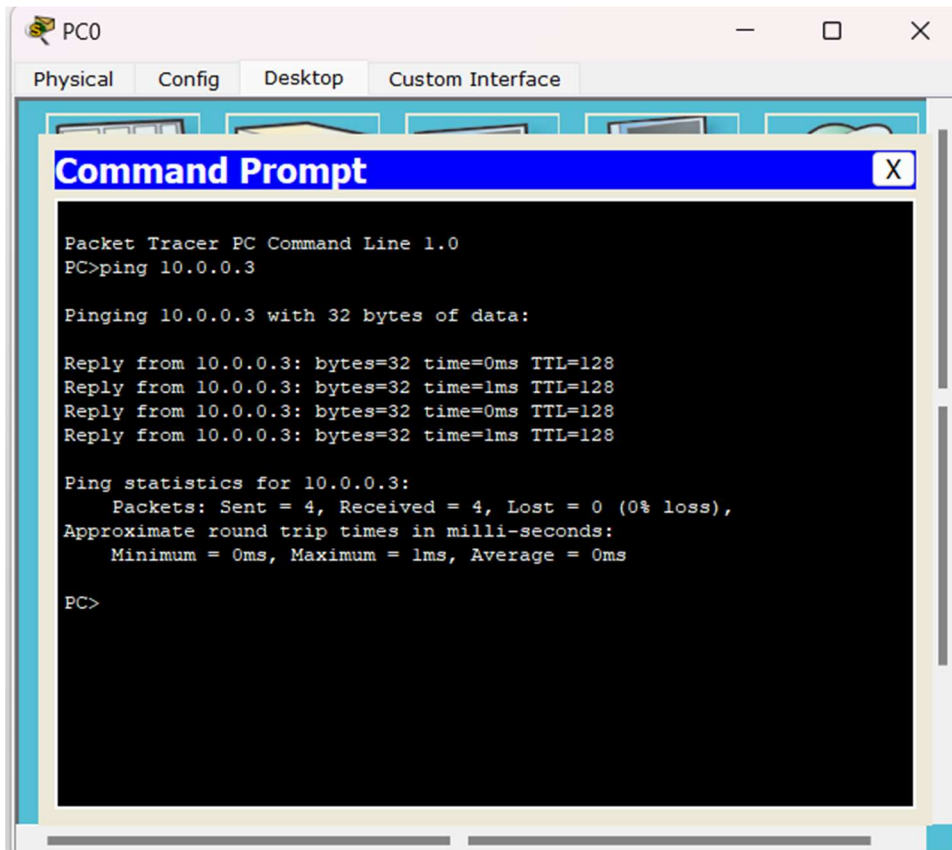 PC0
Physical Config Desktop Custom Interface
Command Prompt X
Packet Tracer PC Command Line 1.0
PC>ping 10.0.0.3
Pinging 10.0.0.3 with 32 bytes of data:
Reply from 10.0.0.3: bytes=32 time=0ms TTL=128
Reply from 10.0.0.3: bytes=32 time=1ms TTL=128
Reply from 10.0.0.3: bytes=32 time=0ms TTL=128
Reply from 10.0.0.3: bytes=32 time=1ms TTL=128
Ping statistics for 10.0.0.3:
Packets: Sent = 4, Received = 4, Lost = 0 (0% loss),
Approximate round trip times in milli-seconds:
Minimum = 0ms, Maximum = 1ms, Average = 0ms
PC>